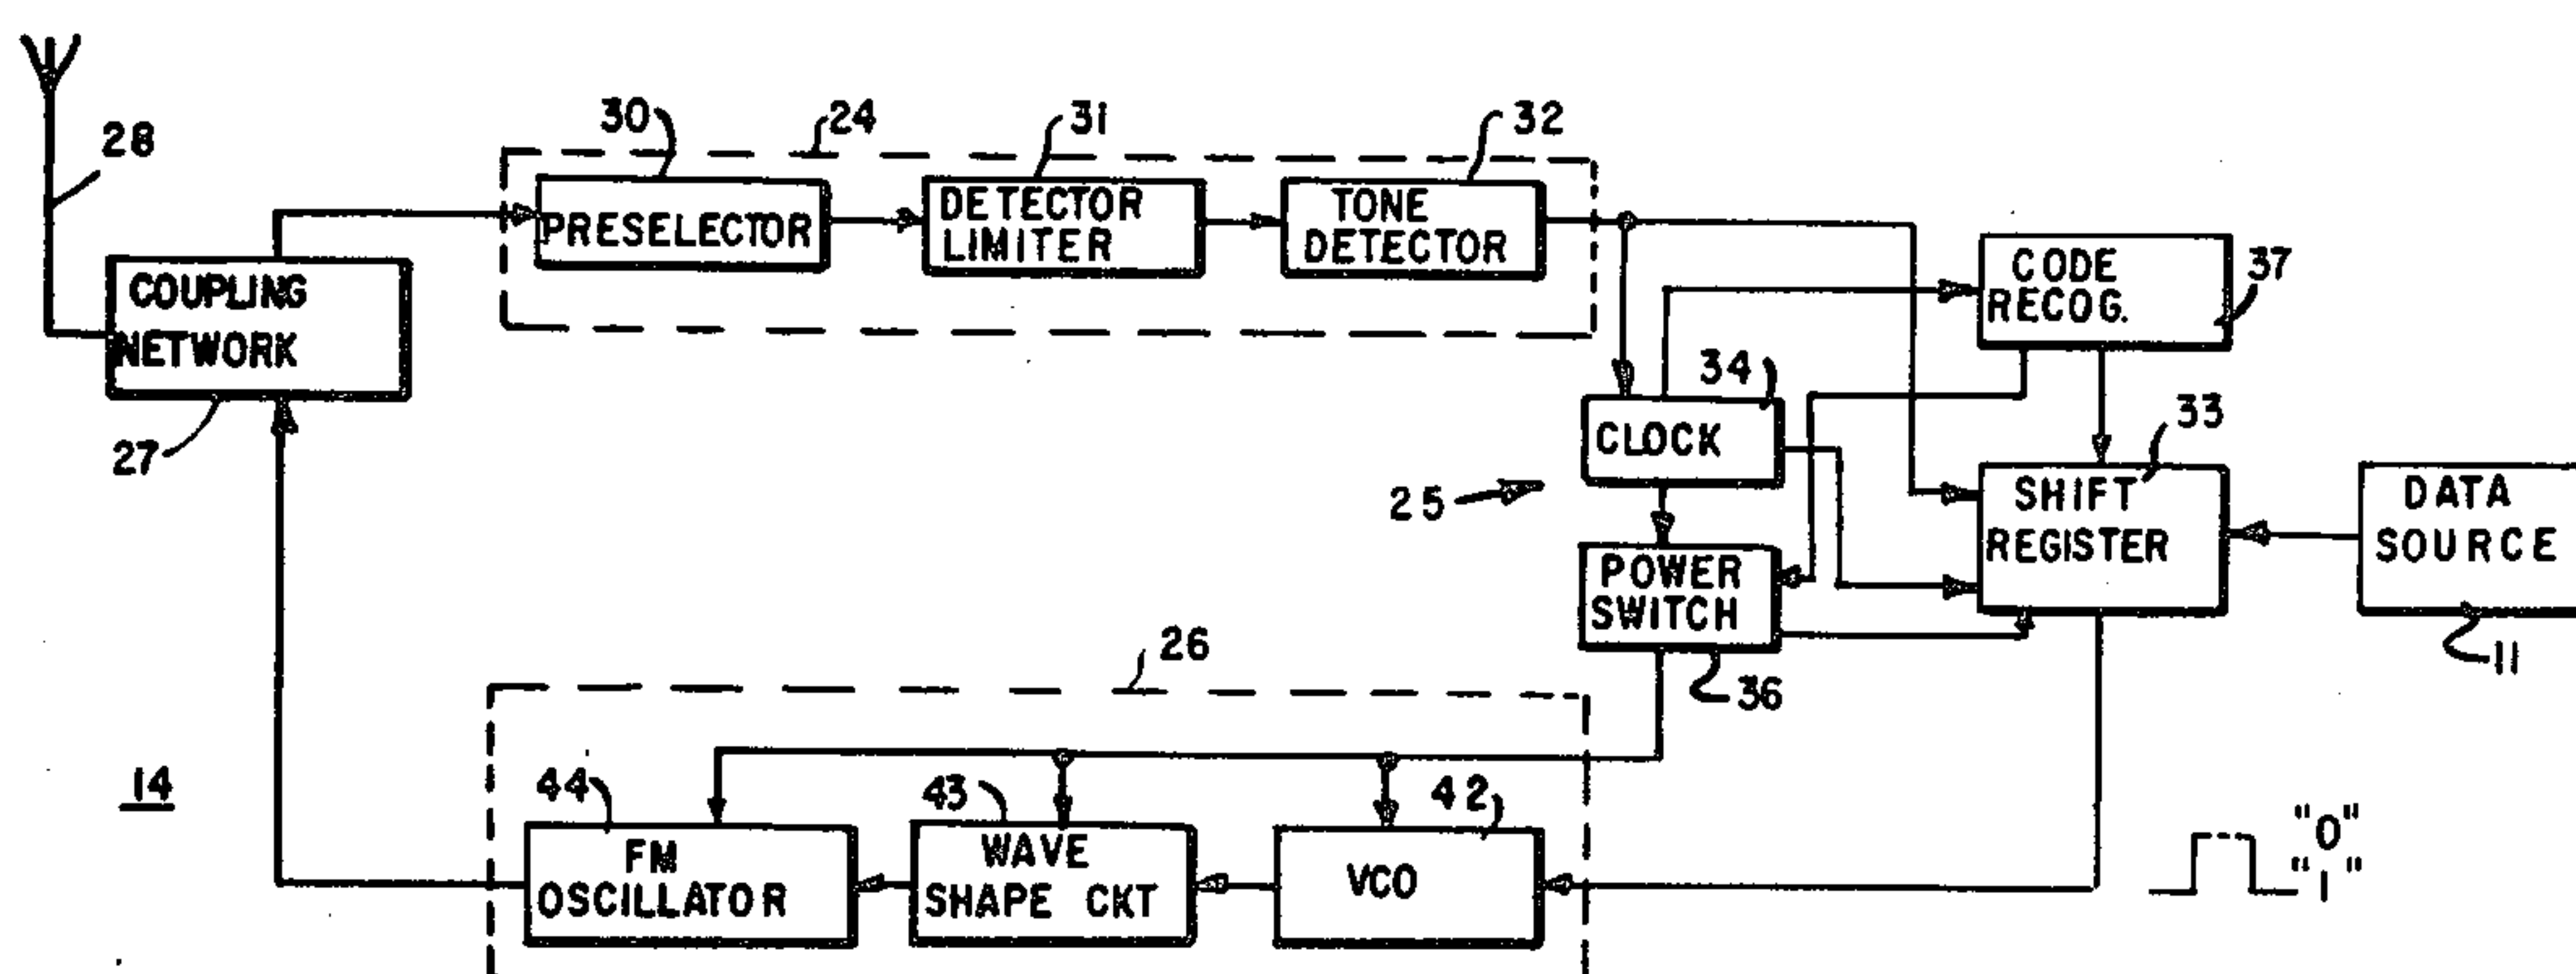 28
30
24
31
32
PRESELECTOR
DETECTOR
LIMITER
TONE
DETECTOR
COUPLING
NETWORK
27
CODE
RECOG.
37
34
CLOCK
25
33
SHIFT
REGISTER
DATA
SOURCE
11
POWER
SWITCH
36
26
14
44
FM
OSCILLATOR
43
WAVE
SHAPE CKT
42
VCO
"0"
"1"